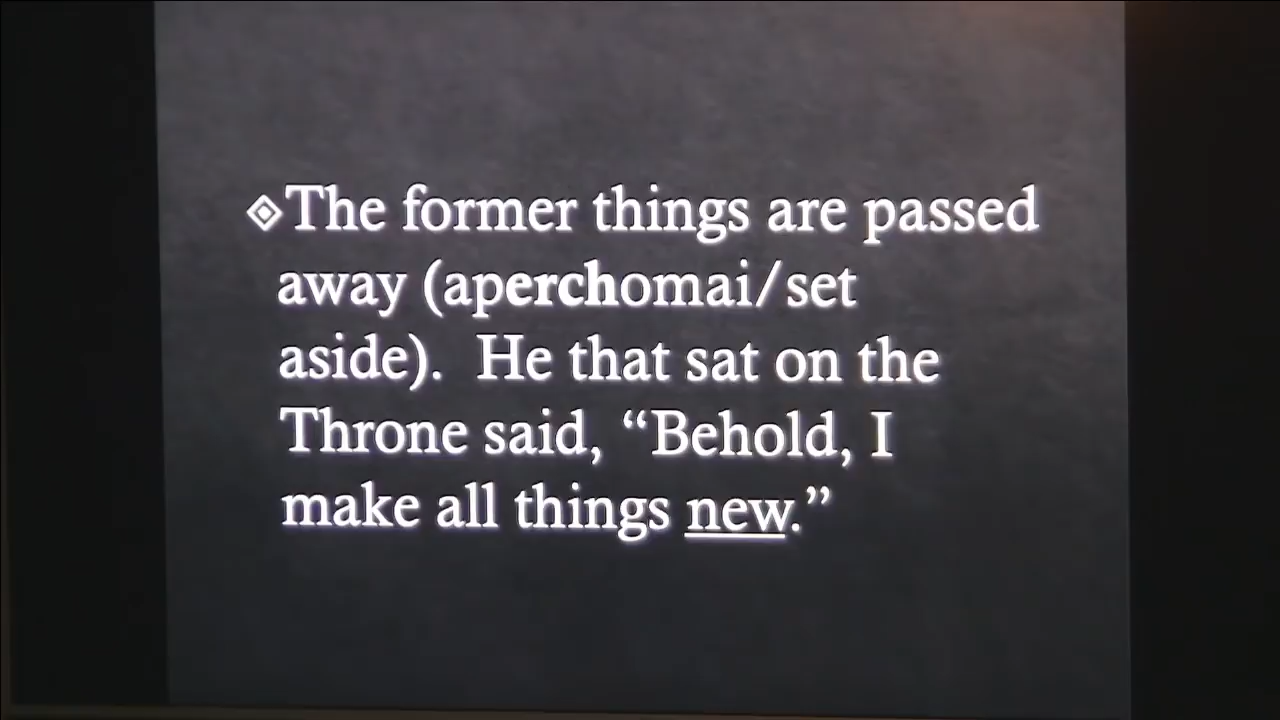 The former things are passed
away (aperchomai/set
aside).  He that sat on the
Throne said, “Behold, I
make all things new.”